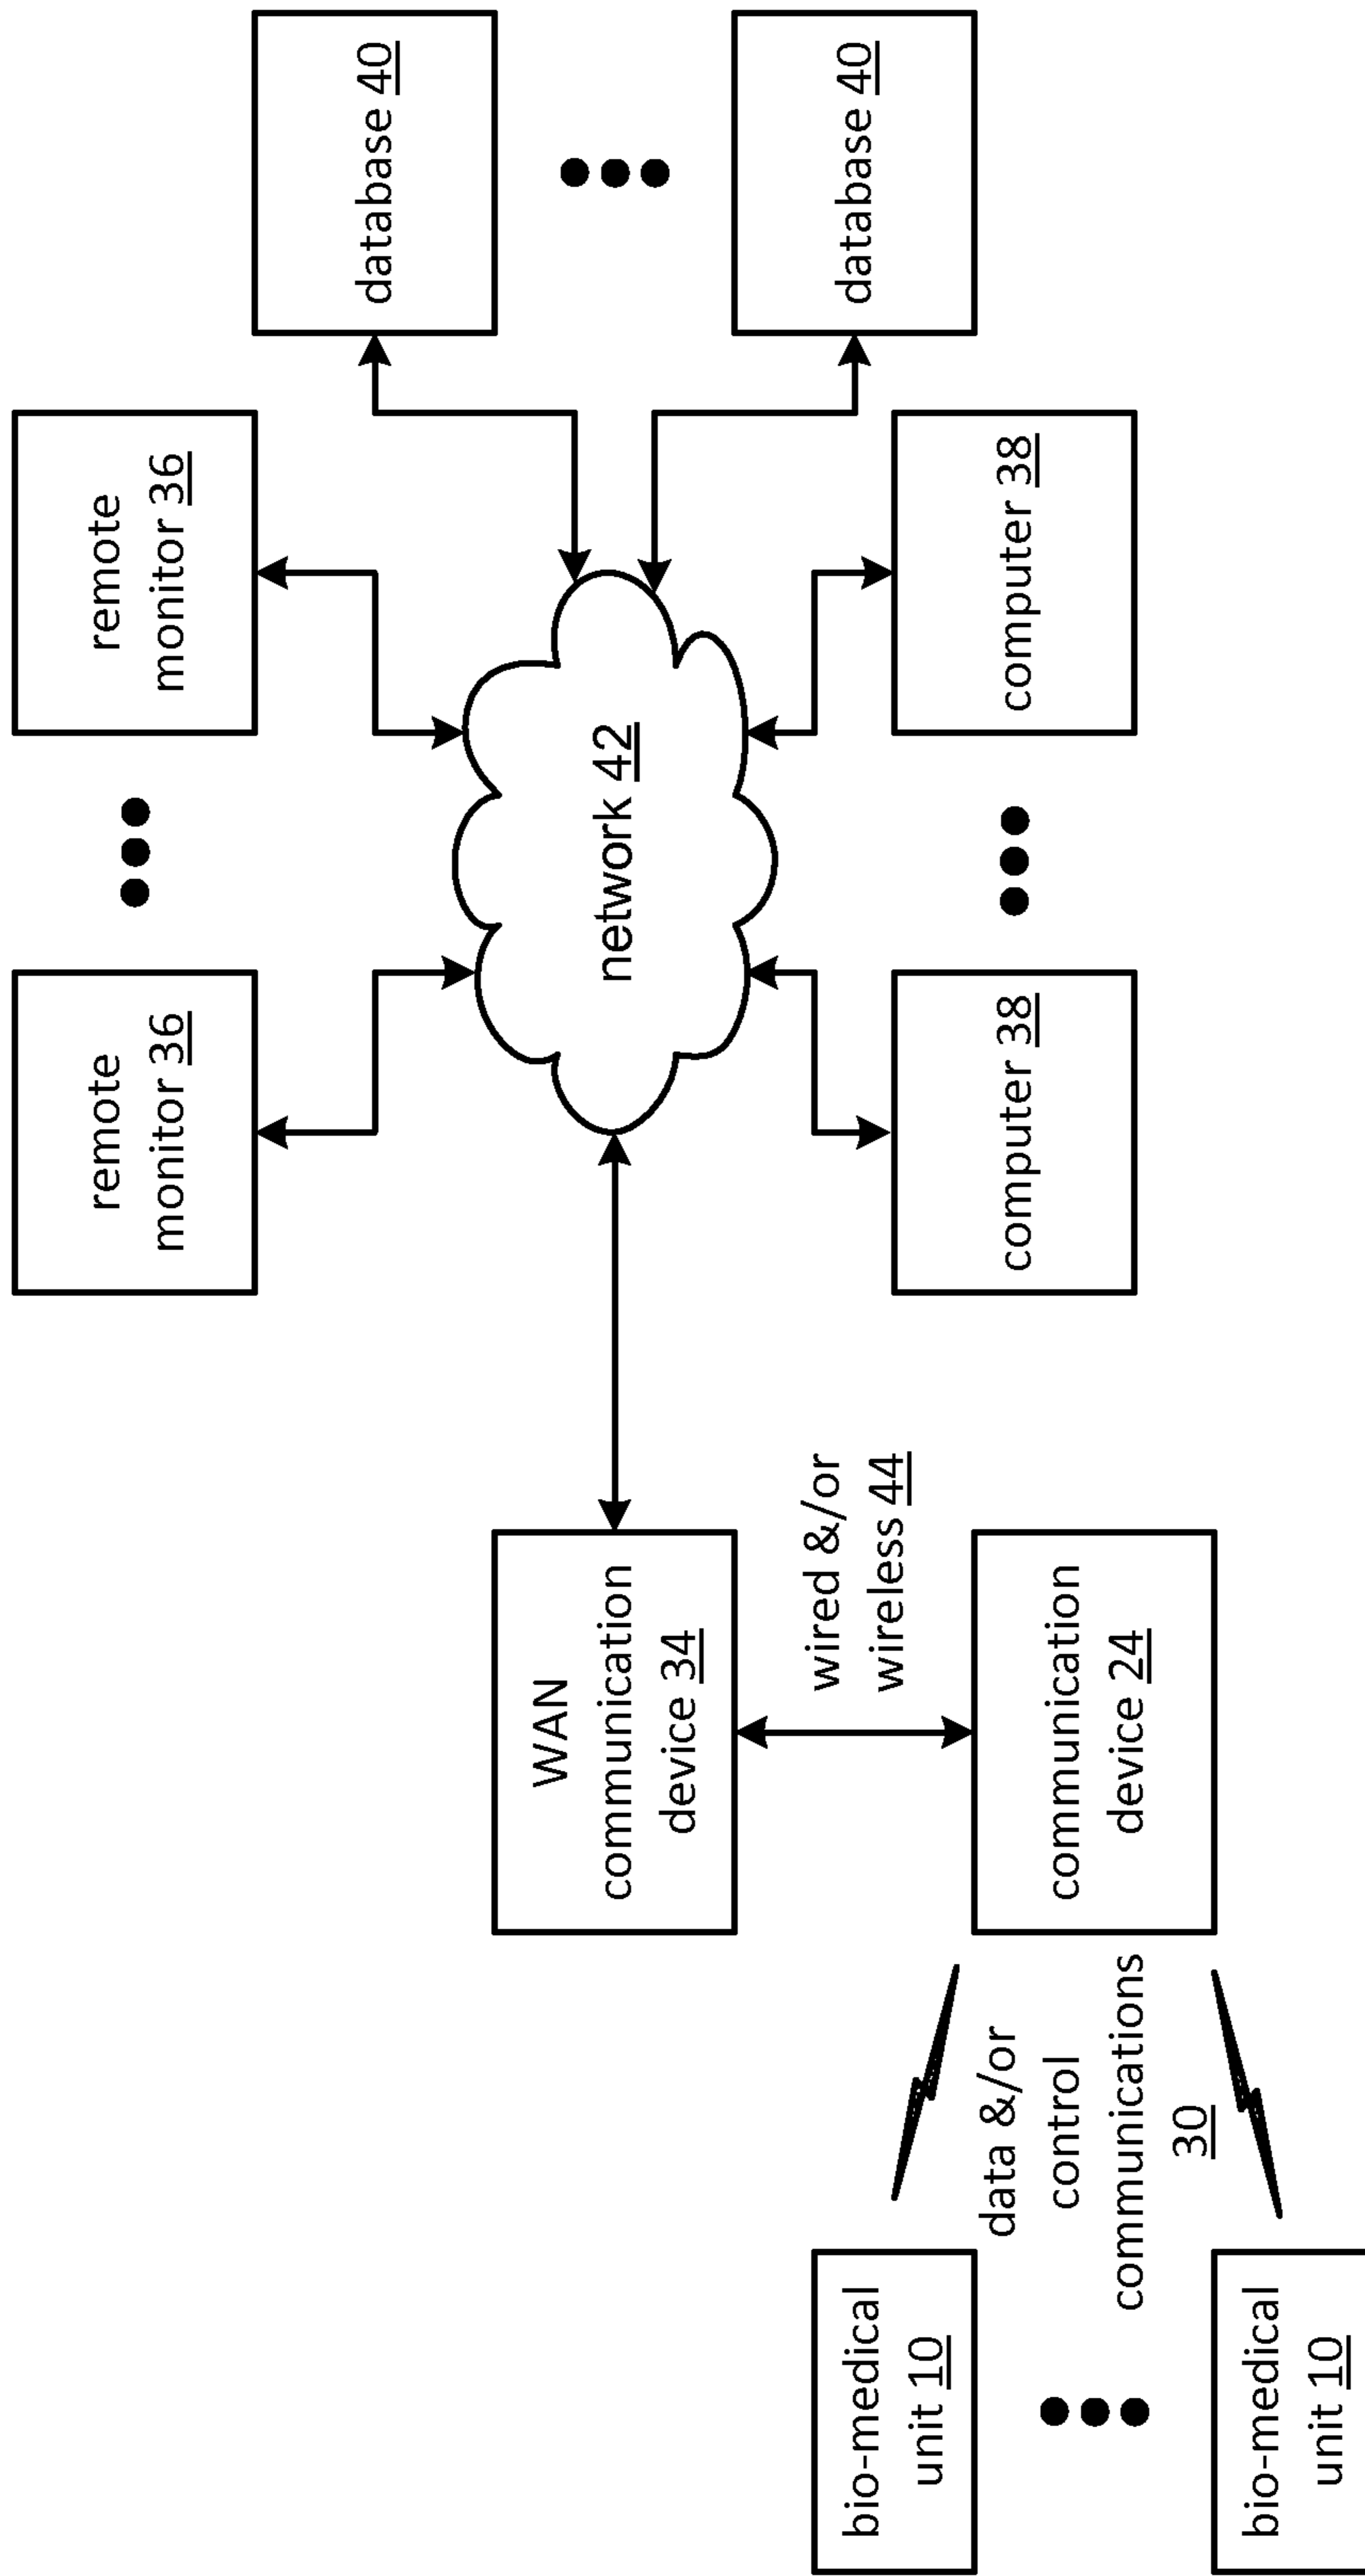 remote
monitor 36
remote
monitor 36
database 40
database 40
network 42
WAN
communication
device 34
wired &/or
wireless 44
computer 38
computer 38
communication
device 24
data &/or
control
communications
30
bio-medical
unit 10
bio-medical
unit 10